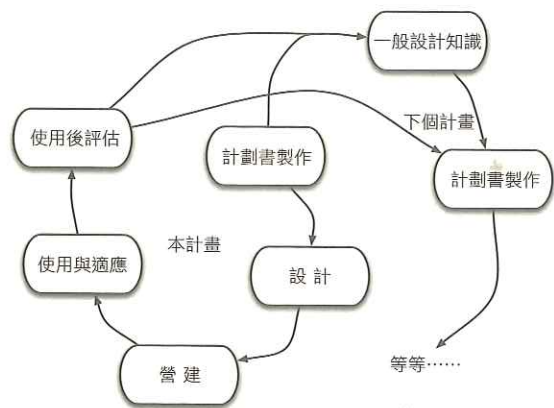 一般設計知識
下個計畫
使用後評估
計劃書製作
計劃書製作
使用與適應
本計畫
設 計
營 建
等等⋯⋯